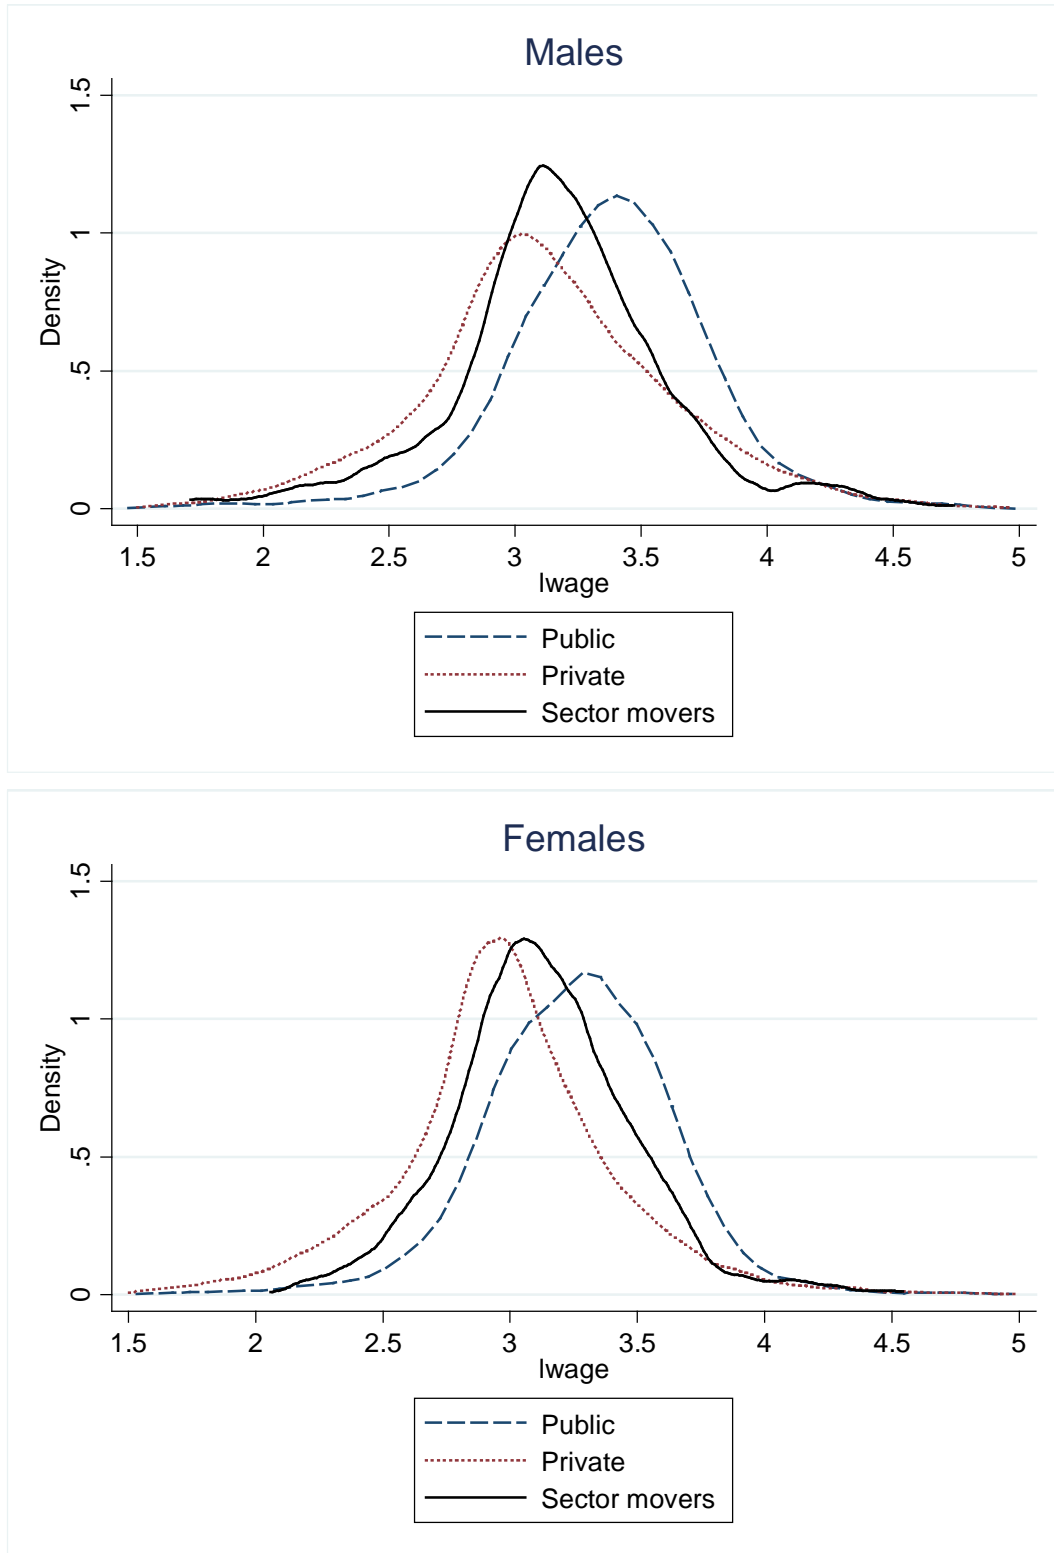 Males
1.5
1
.5
0
Density
1.5 2 2.5 3 3.5 4 4.5 5
lwage
Public
Private
Sector movers
Females
1.5
1
.5
0
Density
1.5 2 2.5 3 3.5 4 4.5 5
lwage
Public
Private
Sector movers